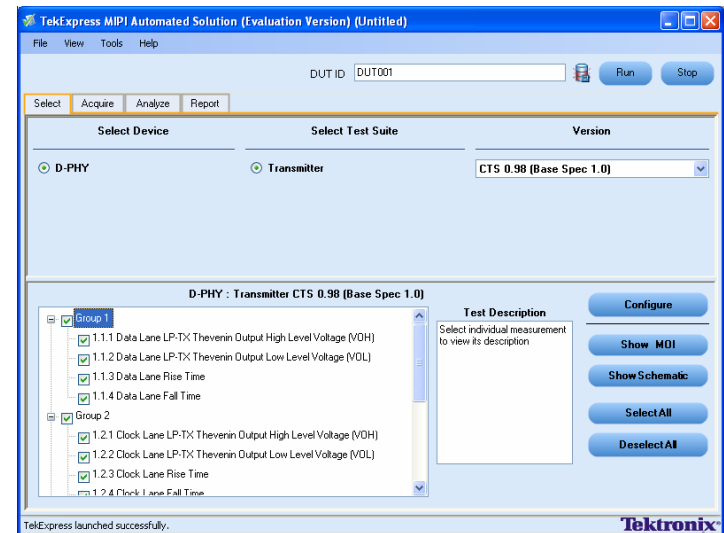 TekExpress MIPI Automated Solution (Evaluation Version) (Untitled)
File View Tools Help
DUT ID DUT001 Run Stop
Select Acquire Analyze Report
Select Device Select Test Suite Version
D-PHY Transmitter CTS 0.98 (Base Spec 1.0)
D-PHY : Transmitter CTS 0.98 (Base Spec 1.0)
Group 1
1.1.1 Data Lane LP-TX Thevenin Output High Level Voltage (VOH)
1.1.2 Data Lane LP-TX Thevenin Output Low Level Voltage (VOL)
1.1.3 Data Lane Rise Time
1.1.4 Data Lane Fall Time
Group 2
1.2.1 Clock Lane LP-TX Thevenin Output High Level Voltage (VOH)
1.2.2 Clock Lane LP-TX Thevenin Output Low Level Voltage (VOL)
1.2.3 Clock Lane Rise Time
1.2.4 Clock Lane Fall Time
Test Description
Select individual measurement
to view its description
Configure
Show MOI
Show Schematic
Select All
Deselect All
TekExpress launched successfully.
Tektronix